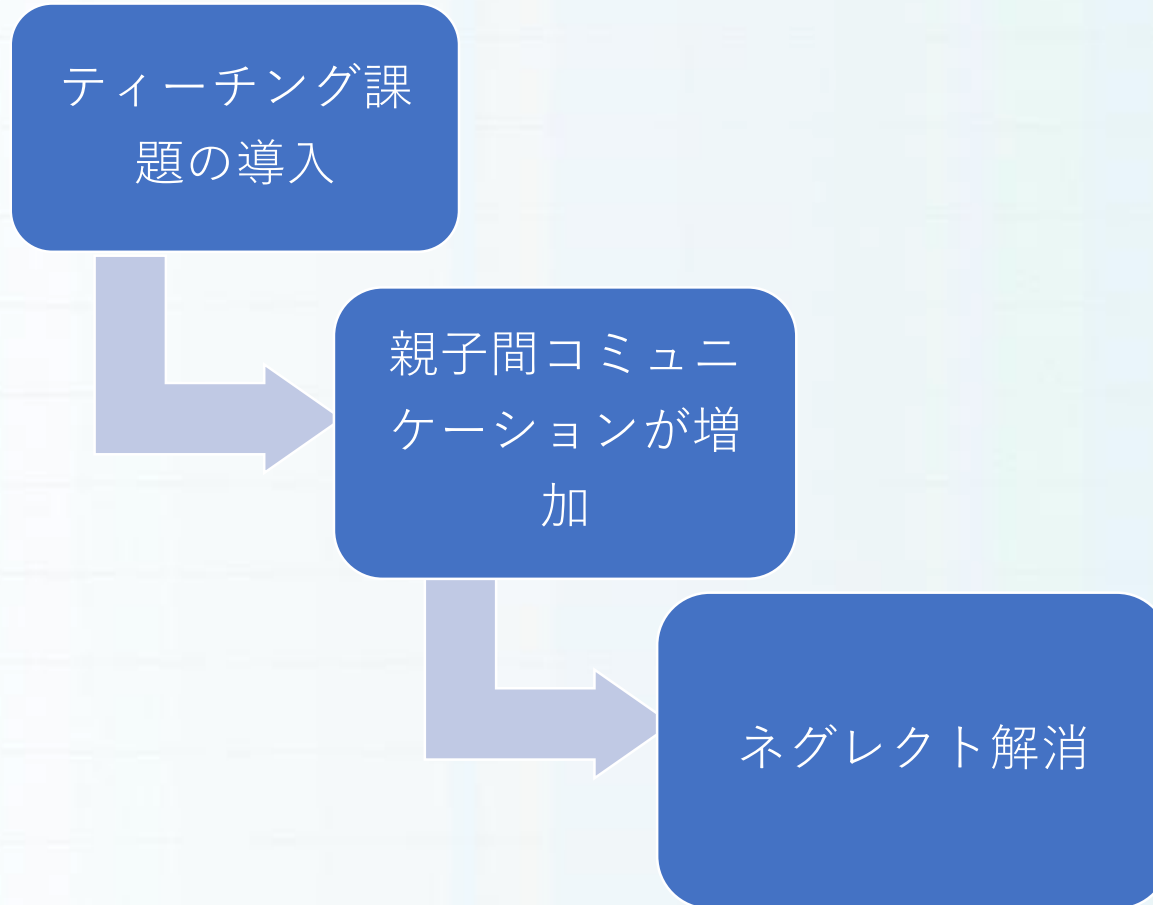 ティーチング課
題の導入
親子間コミュニ
ケーションが増
加
ネグレクト解消